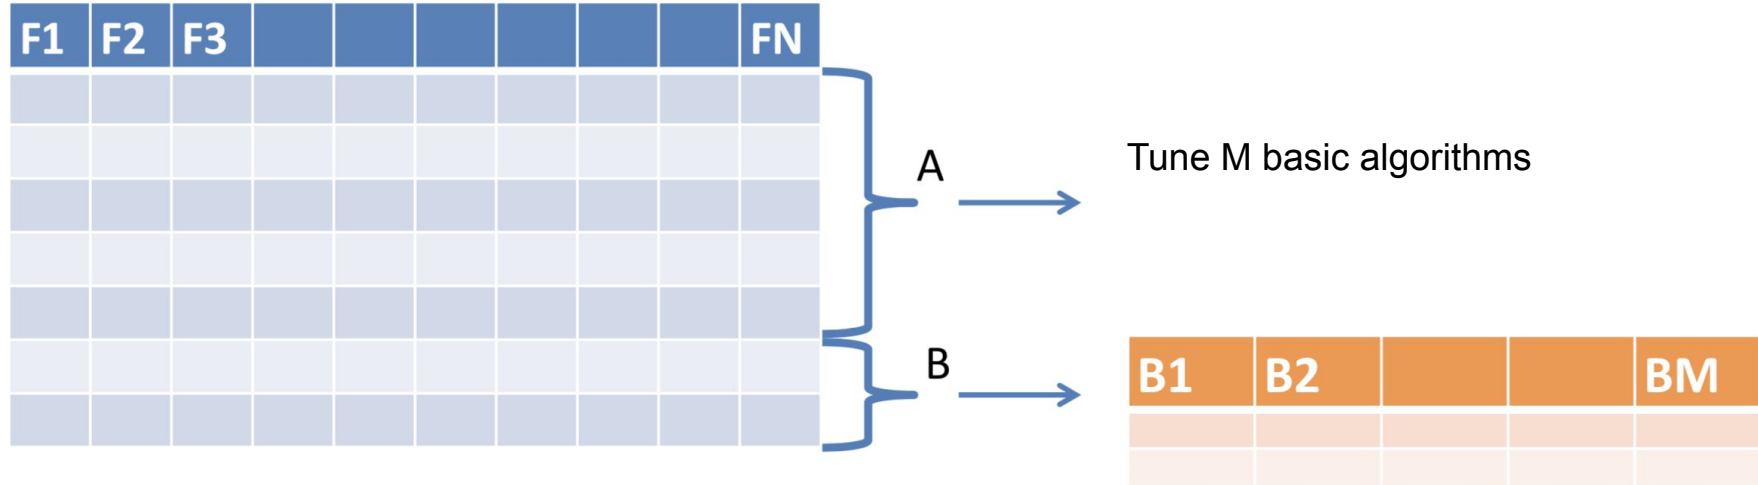 F1 F2 F3 FN
A
Tune M basic algorithms
B
B1 B2 BM